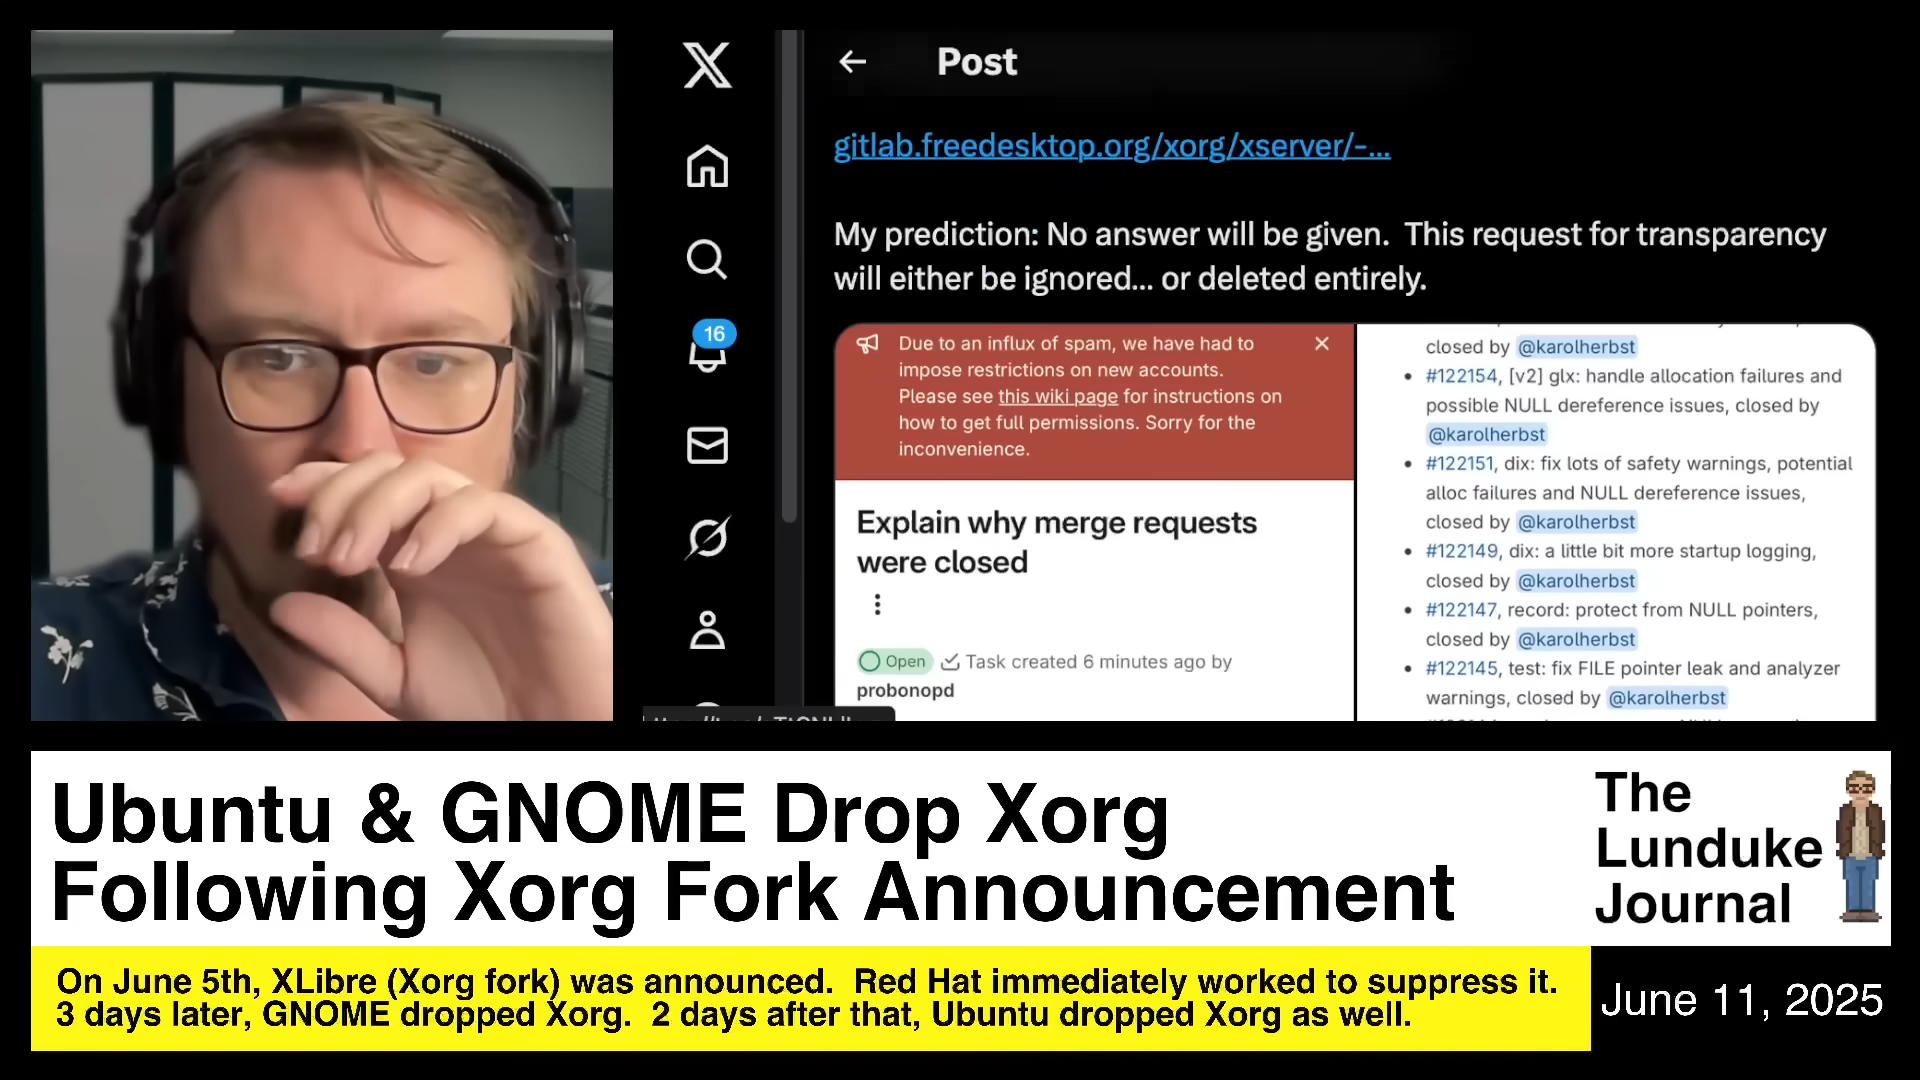 Post
gitlab.freedesktop.org/xorg/xserver/-...
My prediction: No answer will be given.  This request for transparency
will either be ignored... or deleted entirely.
16
Due to an influx of spam, we have had to
impose restrictions on new accounts.
Please see this wiki page for instructions on
how to get full permissions. Sorry for the
inconvenience.
Explain why merge requests
were closed
Open Task created 6 minutes ago by
probonopd
closed by @karolherbst
#122154, [v2] glx: handle allocation failures and
possible NULL dereference issues, closed by
@karolherbst
#122151, dix: fix lots of safety warnings, potential
alloc failures and NULL dereference issues,
closed by @karolherbst
#122149, dix: a little bit more startup logging,
closed by @karolherbst
#122147, record: protect from NULL pointers,
closed by @karolherbst
#122145, test: fix FILE pointer leak and analyzer
warnings, closed by @karolherbst
Ubuntu & GNOME Drop Xorg
Following Xorg Fork Announcement
The
Lunduke
Journal
On June 5th, XLibre (Xorg fork) was announced.  Red Hat immediately worked to suppress it.
3 days later, GNOME dropped Xorg.  2 days after that, Ubuntu dropped Xorg as well.
June 11, 2025